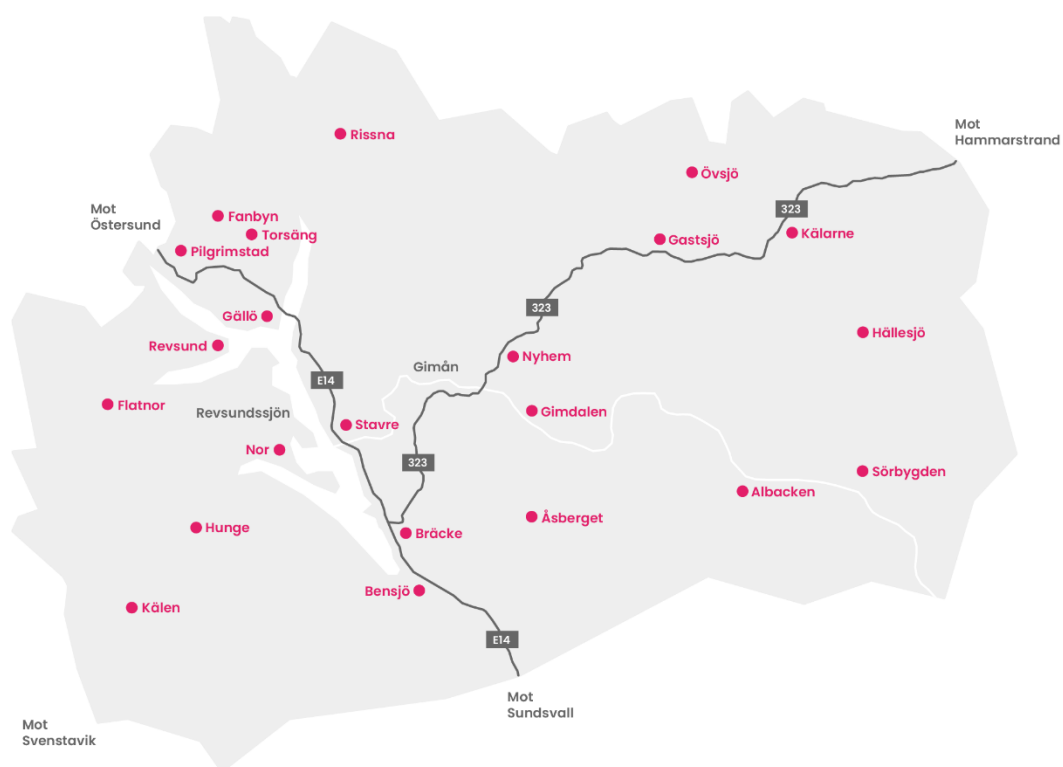 Rissna
Mot
Hammarstrand
Övsjö
Mot
Östersund
Fanbyn
323
Torsäng
Kälarne
Gastsjö
Pilgrimstad
323
Gällö
Hällesjö
Revsund
Nyhem
Gimån
E14
Flatnor
Revsundssjön
Gimdalen
Stavre
Nor
323
Sörbygden
Albacken
Åsberget
Hunge
Bräcke
Bensjö
Kälen
E14
Mot
Sundsvall
Mot
Svenstavik